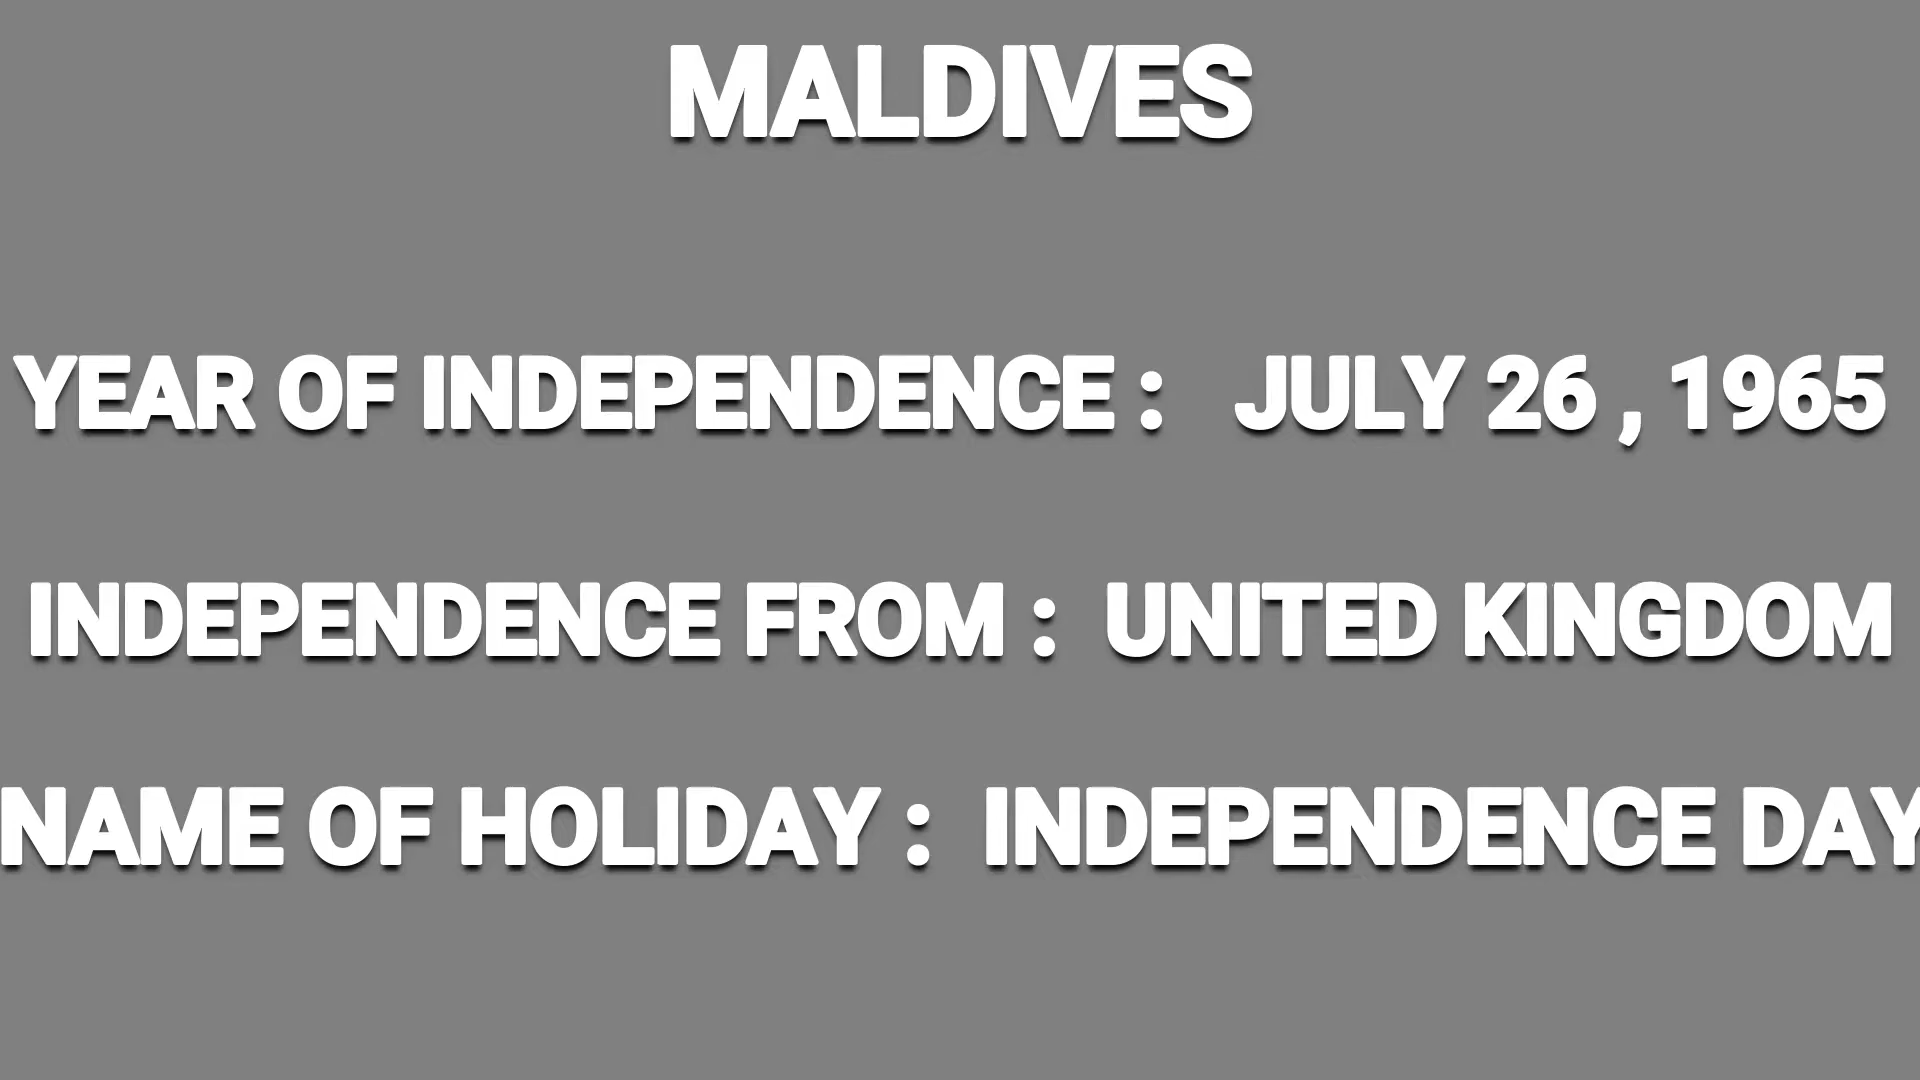 MALDIVES
YEAR OF INDEPENDENCE : JULY 26 , 1965
INDEPENDENCE FROM : UNITED KINGDOM
NAME OF HOLIDAY : INDEPENDENCE DAY